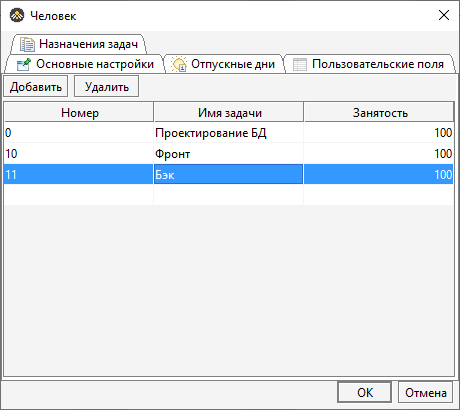 Человек
Назначения задач
Основные настройки Отпускные дни Пользовательские поля
Добавить Удалить
Номер Имя задачи Занятость
0 Проектирование БД 100
10 Фронт 100
11 Бэк 100
OK Отмена